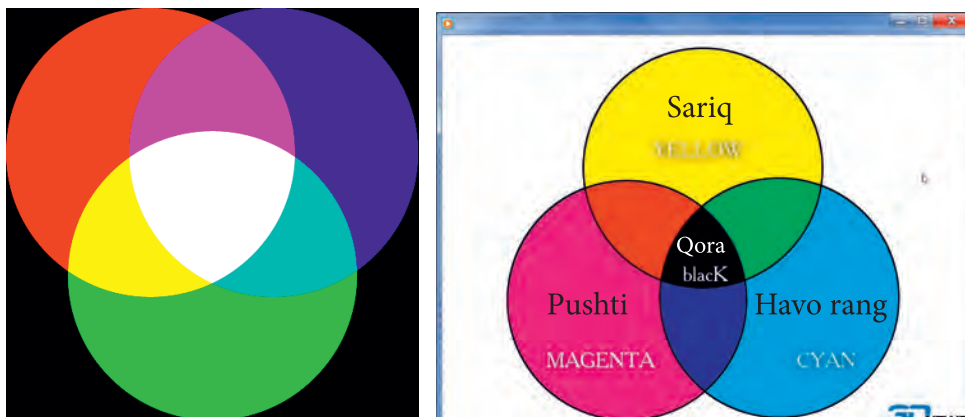 Sariq
YELLOW
Qora
blacK
Pushti
Havo rang
MAGENTA
CYAN